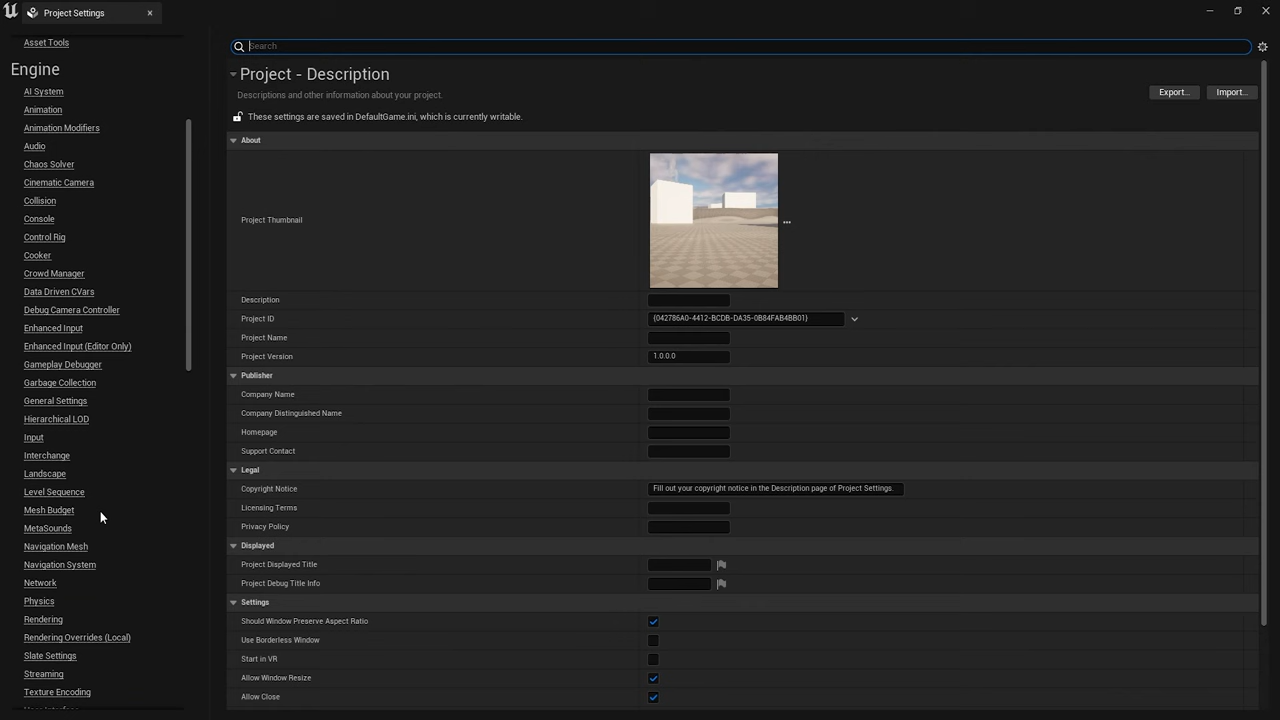 Project Settings
Asset Tools
Engine
AI System
Animation
Animation Modifiers
Audio
Chaos Solver
Cinematic Camera
Collision
Console
Control Rig
Cooker
Crowd Manager
Data Driven CVars
Debug Camera Controller
Enhanced Input
Enhanced Input (Editor Only)
Gameplay Debugger
Garbage Collection
General Settings
Hierarchical LOD
Input
Interchange
Landscape
Level Sequence
Mesh Budget
MetaSounds
Navigation Mesh
Navigation System
Network
Physics
Rendering
Rendering Overrides (Local)
Slate Settings
Streaming
Texture Encoding
Search
Project - Description
Descriptions and other information about your project.
Export...
Import...
These settings are saved in DefaultGame.ini, which is currently writable.
About
Project Thumbnail
Description
Project ID
{042786A0-4412-BCDB-DA35-0B84FAB4BB01}
Project Name
Project Version
1.0.0.0
Publisher
Company Name
Company Distinguished Name
Homepage
Support Contact
Legal
Copyright Notice
Fill out your copyright notice in the Description page of Project Settings.
Licensing Terms
Privacy Policy
Displayed
Project Displayed Title
Project Debug Title Info
Settings
Should Window Preserve Aspect Ratio
Use Borderless Window
Start in VR
Allow Window Resize
Allow Close